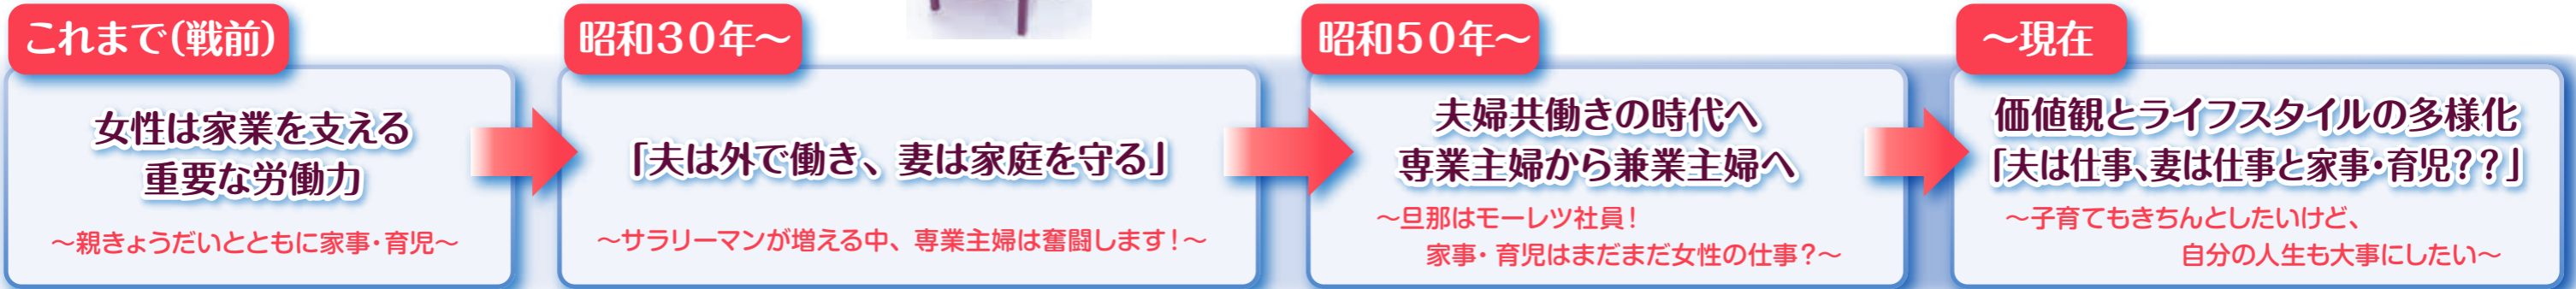 これまで(戦前)
女性は家業を支える
重要な労働力
～親きょうだいとともに家事・育児～
昭和30年～
「夫は外で働き、妻は家庭を守る」
～サラリーマンが増える中、専業主婦は奮闘します！～
昭和50年～
夫婦共働きの時代へ
専業主婦から兼業主婦へ
～旦那はモーレツ社員！
家事・育児はまだまだ女性の仕事？～
～現在
価値観とライフスタイルの多様化
「夫は仕事、妻は仕事と家事・育児？？」
～子育てもきちんとしたいけど、
自分の人生も大事にしたい～